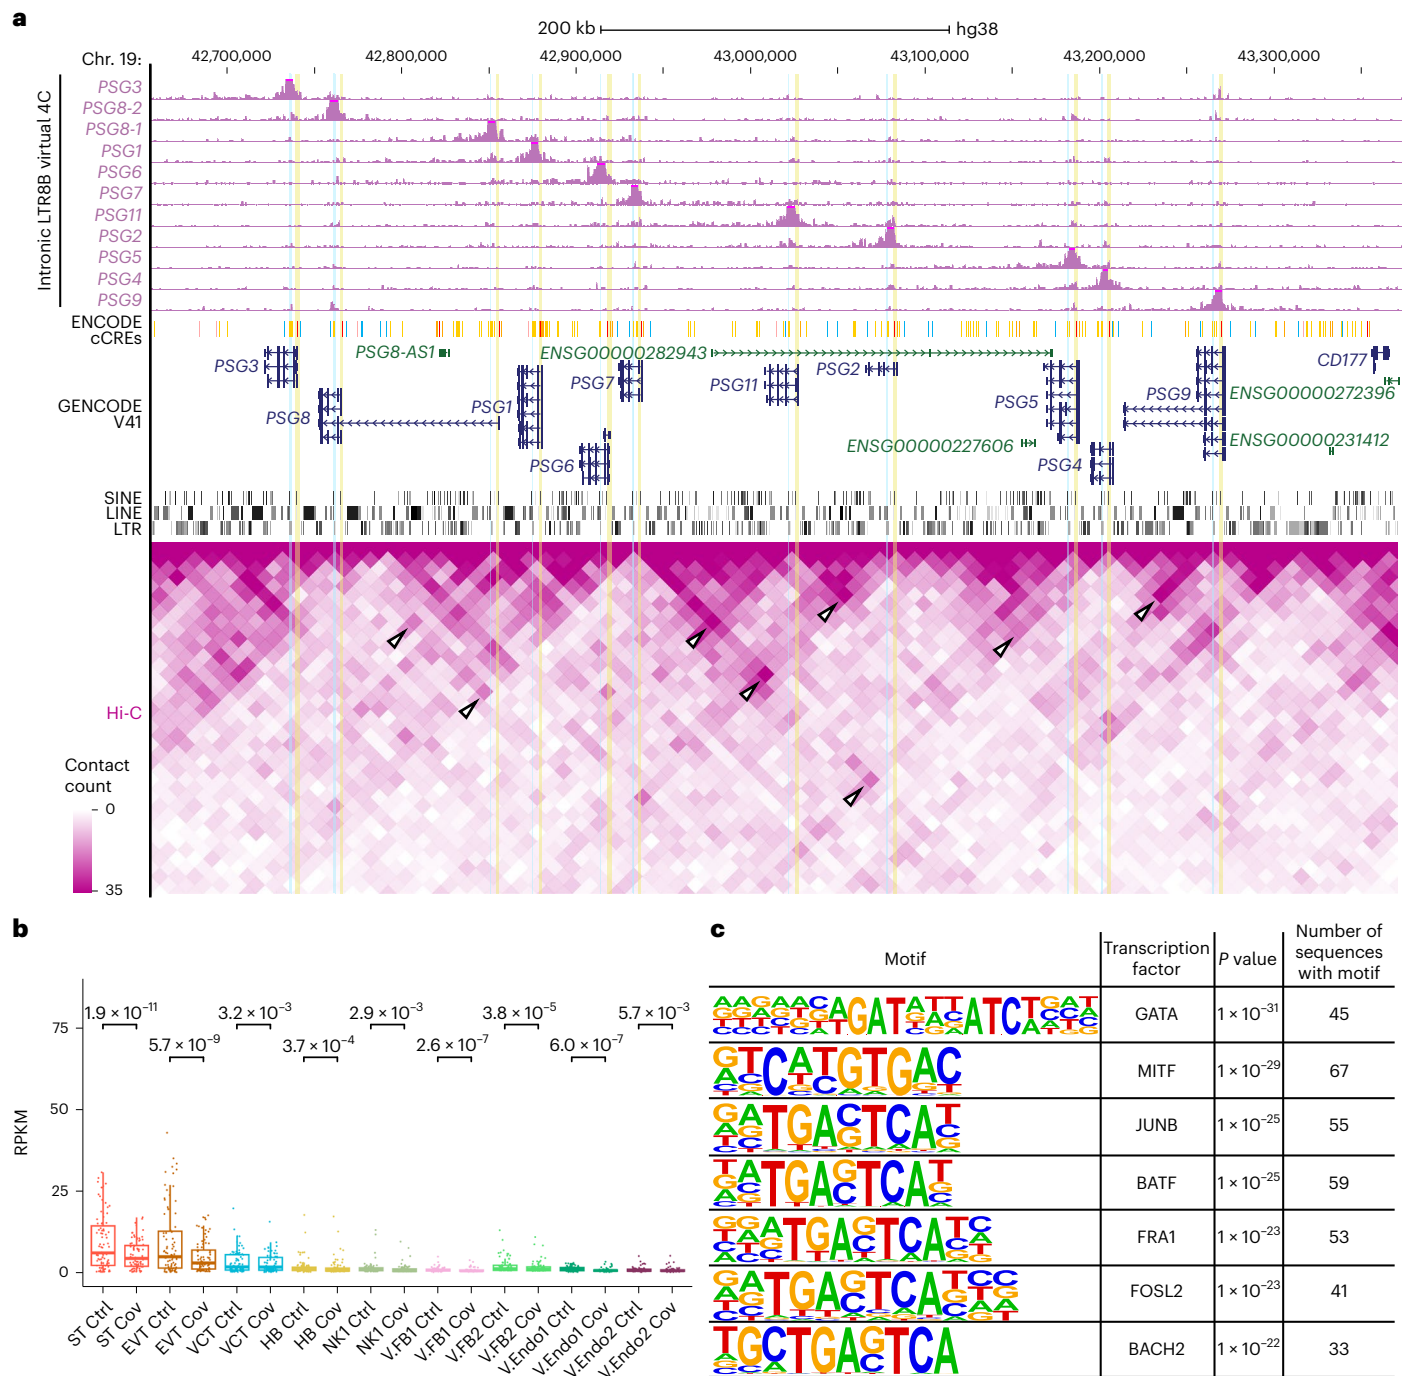 a
200 kb hg38
Chr. 19: 42,700,000 42,800,000 42,900,000 43,000,000 43,100,000 43,200,000 43,300,000
Intronic LTR8B virtual 4C
PSG3
PSG8-2
PSG8-1
PSG1
PSG6
PSG7
PSG11
PSG2
PSG5
PSG4
PSG9
ENCODE
cCREs
GENCODE
V41
PSG3
PSG8-AS1
PSG8
PSG1
ENSG00000282943
PSG7
PSG6
PSG11
PSG2
PSG5
ENSG00000227606
PSG4
PSG9
CD177
ENSG00000272396
ENSG00000231412
SINE
LINE
LTR
Hi-C
Contact
count
0
35
b
RPKM
75
50
25
0
1.9 × 10⁻¹¹
5.7 × 10⁻⁹
3.2 × 10⁻³
3.7 × 10⁻⁴
2.9 × 10⁻³
2.6 × 10⁻⁷
3.8 × 10⁻⁵
6.0 × 10⁻⁷
5.7 × 10⁻³
ST Ctrl
ST Cov
EVT Ctrl
EVT Cov
VCT Ctrl
VCT Cov
HB Ctrl
HB Cov
NK1 Ctrl
NK1 Cov
V.FB1 Ctrl
V.FB1 Cov
V.FB2 Ctrl
V.FB2 Cov
V.Endo1 Ctrl
V.Endo1 Cov
V.Endo2 Ctrl
V.Endo2 Cov
c
Motif
Transcription
factor
P value
Number of
sequences
with motif
GATA 1 × 10⁻³¹ 45
MITF 1 × 10⁻²⁹ 67
JUNB 1 × 10⁻²⁵ 55
BATF 1 × 10⁻²⁵ 59
FRA1 1 × 10⁻²³ 53
FOSL2 1 × 10⁻²³ 41
BACH2 1 × 10⁻²² 33